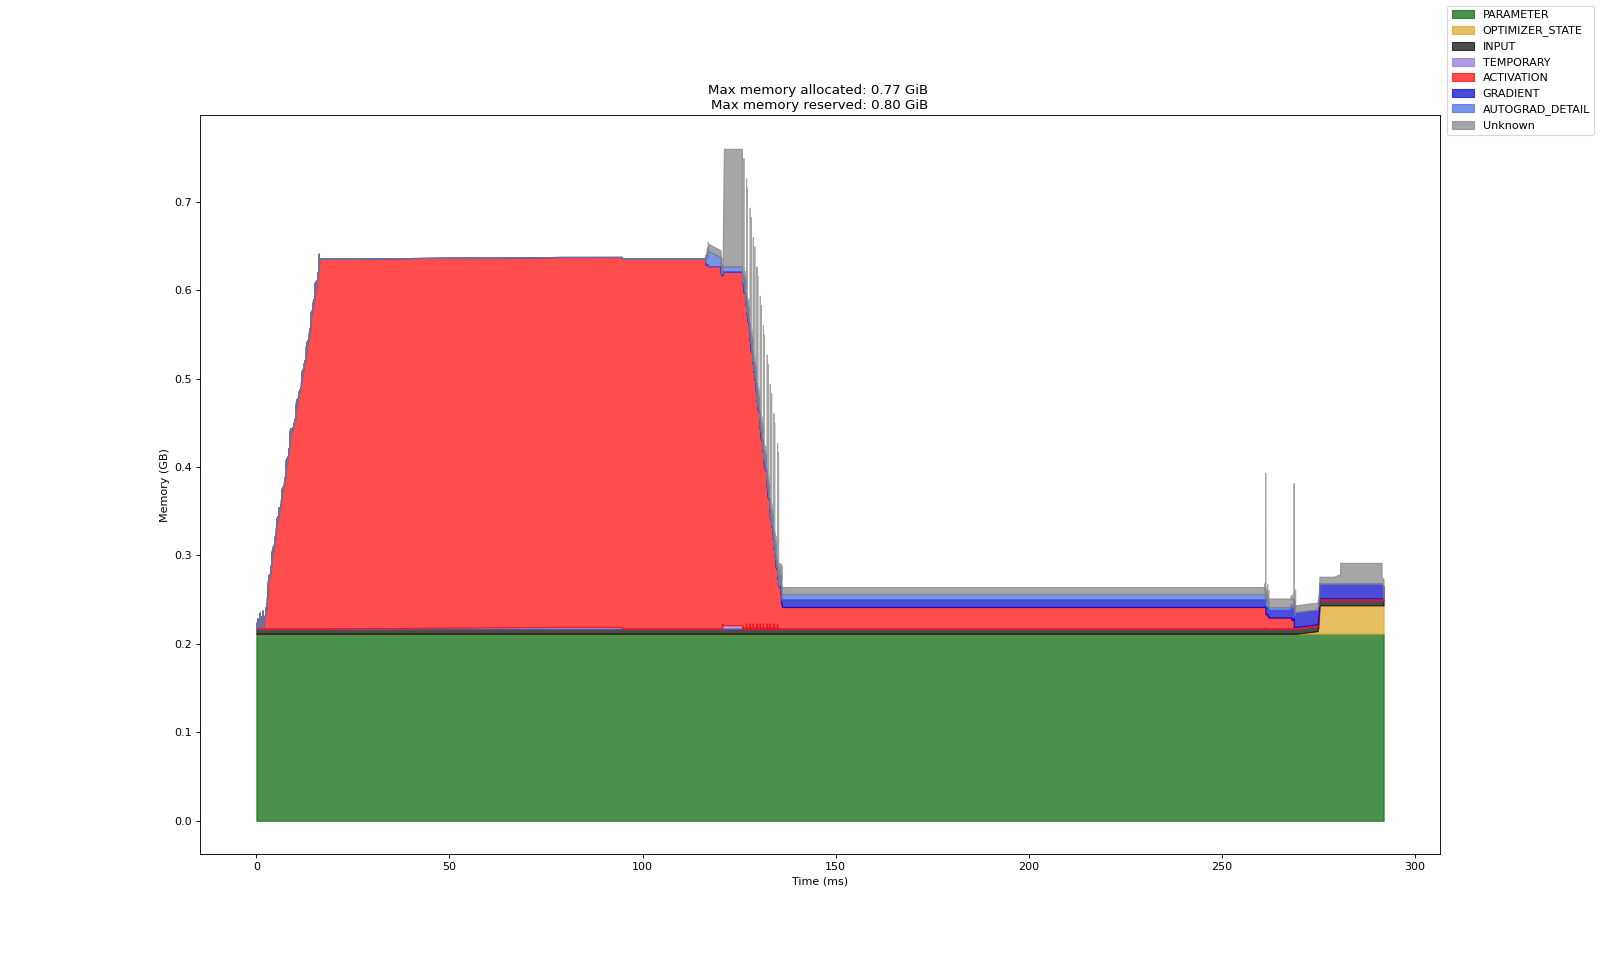 PARAMETER
OPTIMIZER_STATE
INPUT
TEMPORARY
ACTIVATION
GRADIENT
AUTOGRAD_DETAIL
Unknown
Max memory allocated: 0.77 GiB
Max memory reserved: 0.80 GiB
0.7
0.6
0.5
0.4
0.3
0.2
0.1
0.0
Memory (GB)
0 50 100 150 200 250 300
Time (ms)